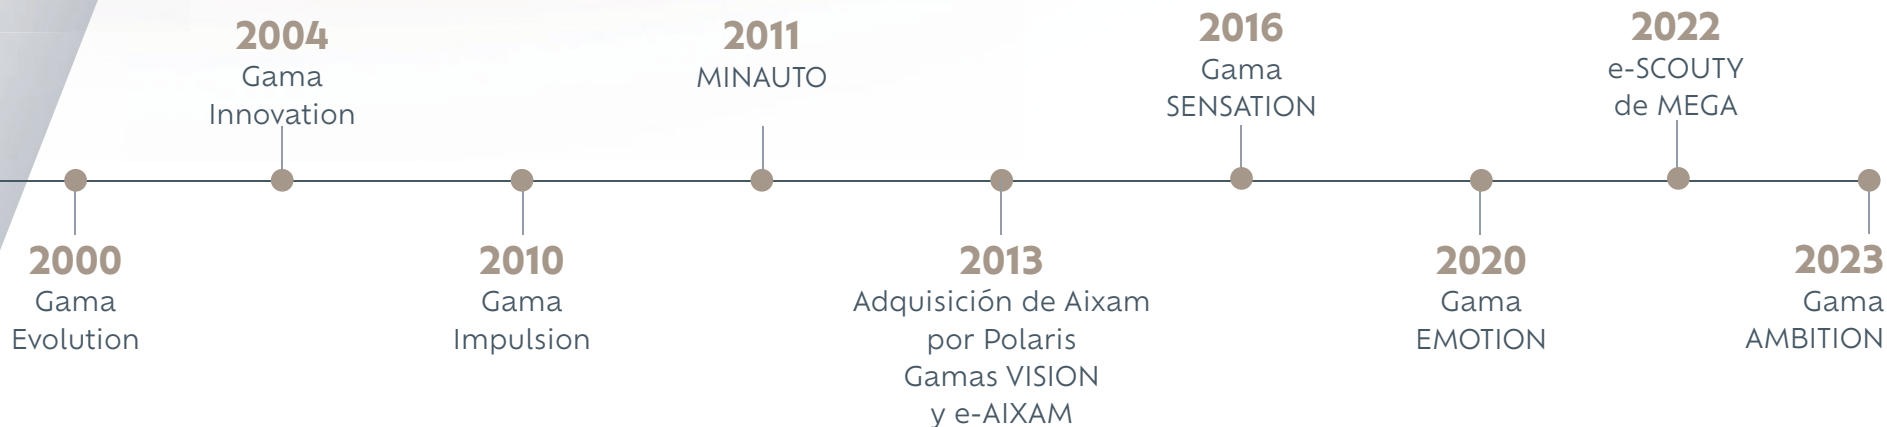 2004
Gama
Innovation
2011
MINAUTO
2016
Gama
SENSATION
2022
e-SCOUTY
de MEGA
2000
Gama
Evolution
2010
Gama
Impulsion
2013
Adquisición de Aixam
por Polaris
Gamas VISION
y e-AIXAM
2020
Gama
EMOTION
2023
Gama
AMBITION